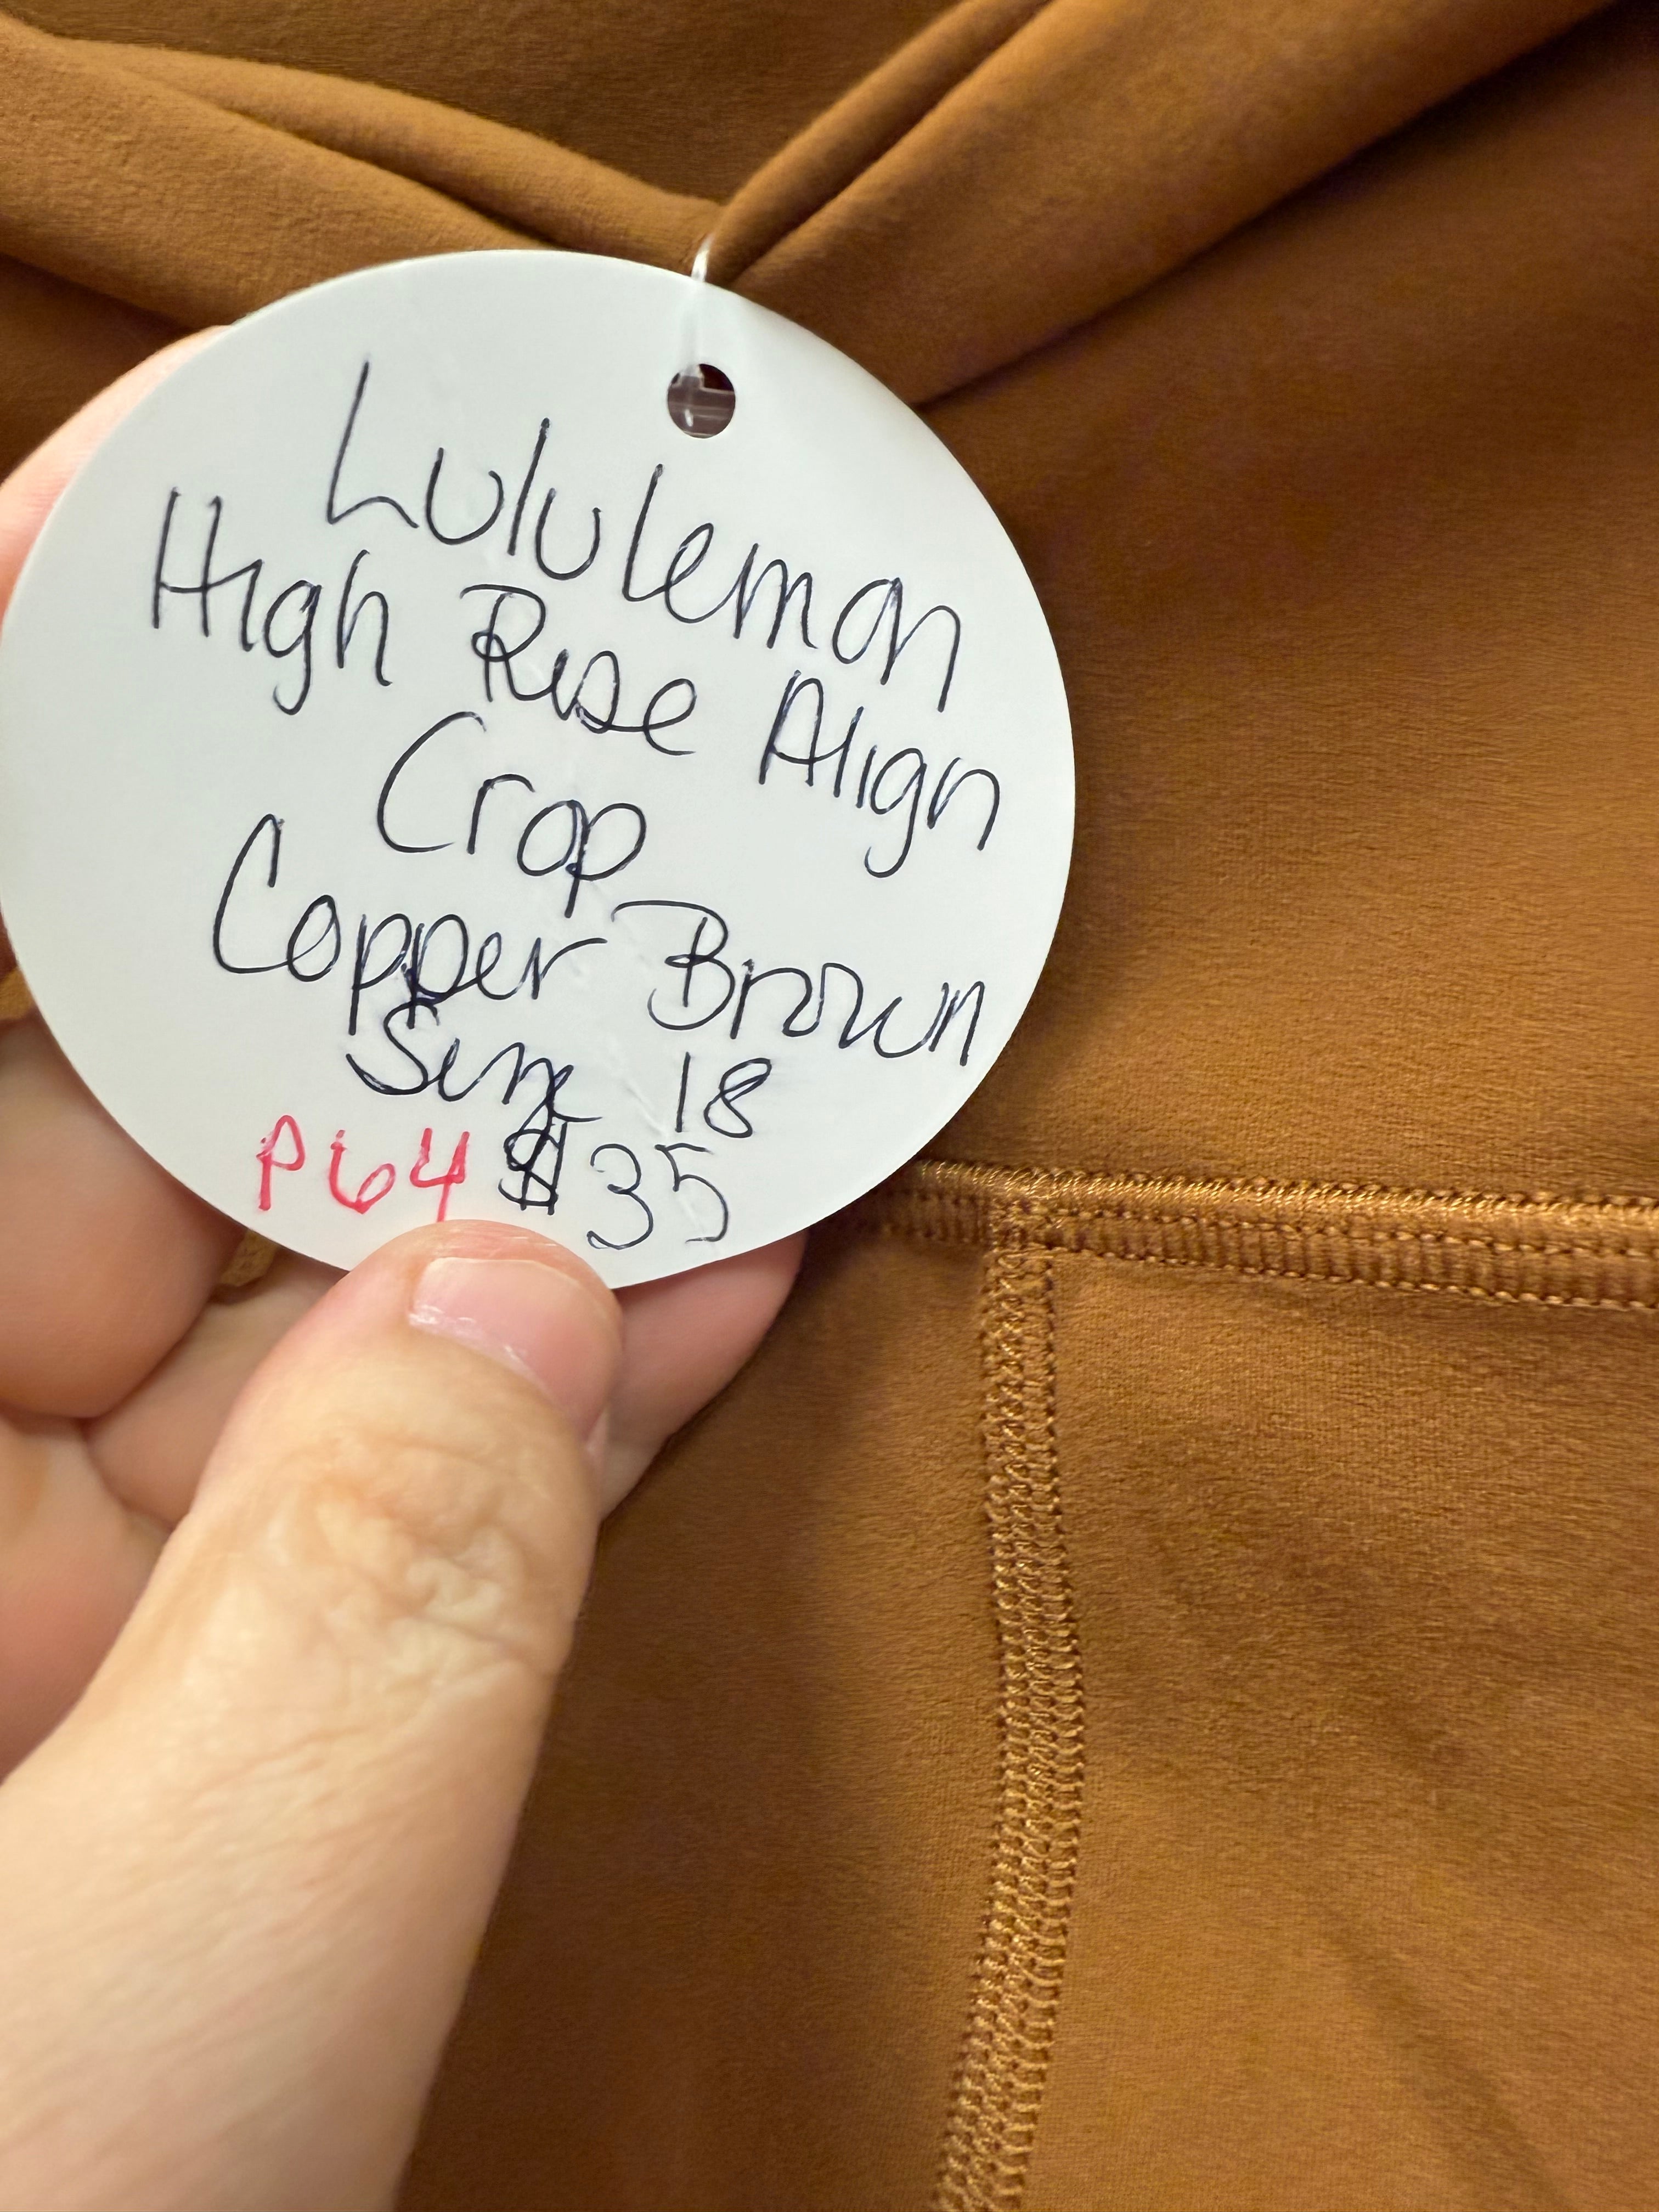 Lululemon
High Rise Align
Crop
Copper Brown
Size 18
P64 $35